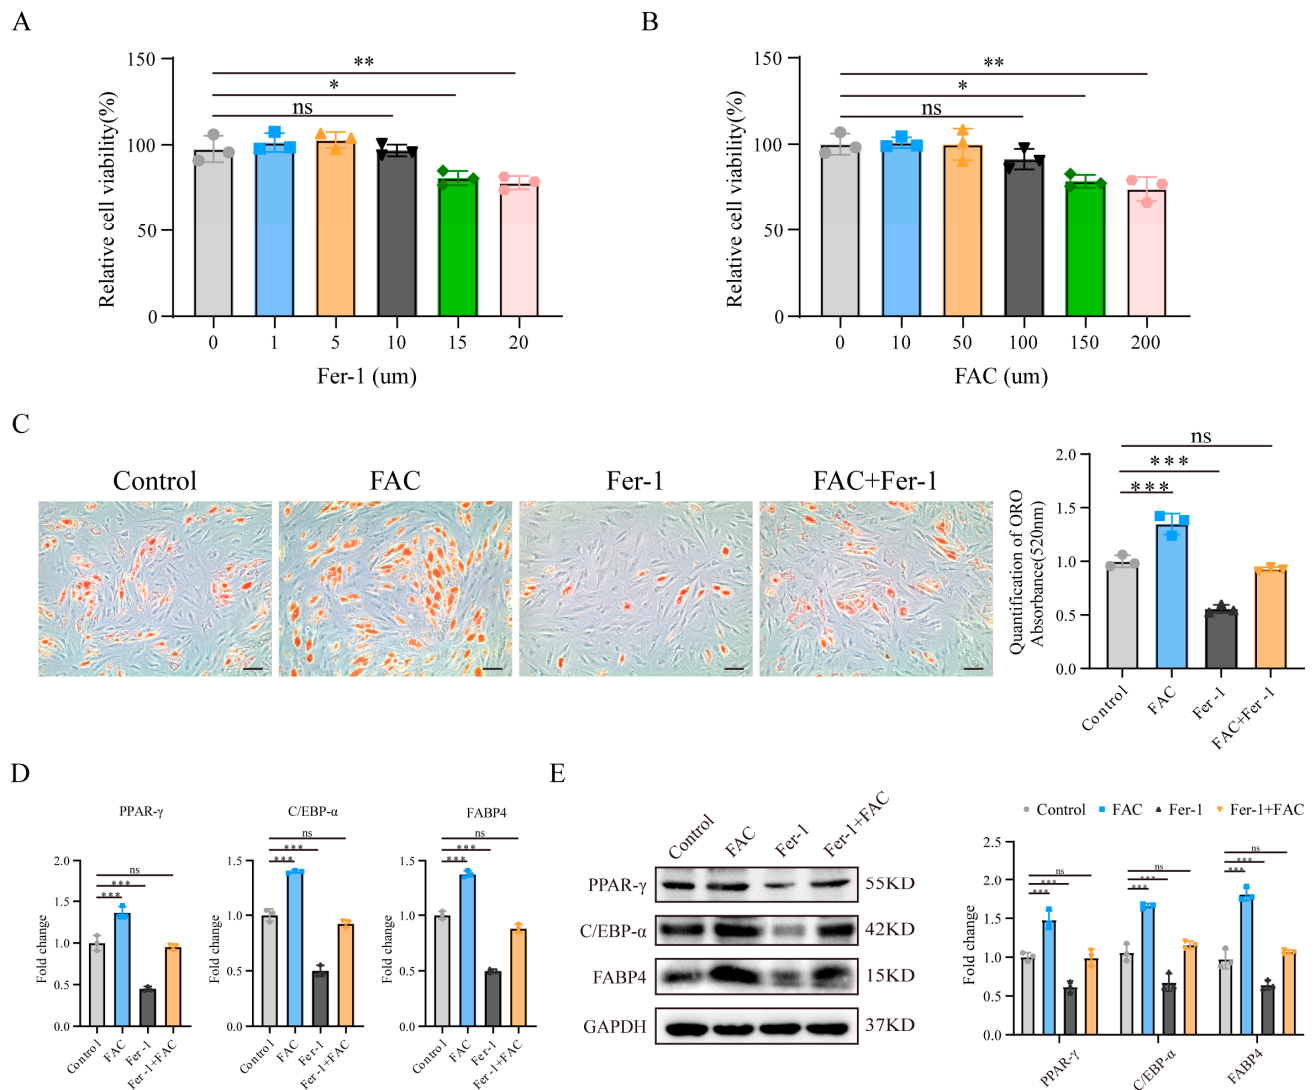 A
B
150
100
50
0
Relative cell viability(%)
**
*
ns
0 1 5 10 15 20
Fer-1 (um)
150
100
50
0
Relative cell viability(%)
**
*
ns
0 10 50 100 150 200
FAC (um)
C
Control
FAC
Fer-1
FAC+Fer-1
Quantification of ORO
Absorbance(520nm)
2.0
1.5
1.0
0.5
0.0
ns
***
***
Control
FAC
Fer-1
FAC+Fer-1
D
PPAR-γ
Fold change
2.0
1.5
1.0
0.5
0.0
ns
***
***
Control
FAC
Fer-1
Fer-1+FAC
C/EBP-α
Fold change
1.5
1.0
0.5
0.0
ns
***
***
Control
FAC
Fer-1
Fer-1+FAC
FABP4
Fold change
1.5
1.0
0.5
0.0
ns
***
***
Control
FAC
Fer-1
Fer-1+FAC
E
Control
FAC
Fer-1
Fer-1+FAC
PPAR-γ 55KD
C/EBP-α 42KD
FABP4 15KD
GAPDH 37KD
Control FAC Fer-1 Fer-1+FAC
Fold change
2.5
2.0
1.5
1.0
0.5
0.0
ns
***
***
ns
***
***
ns
***
***
PPAR-γ
C/EBP-α
FABP4